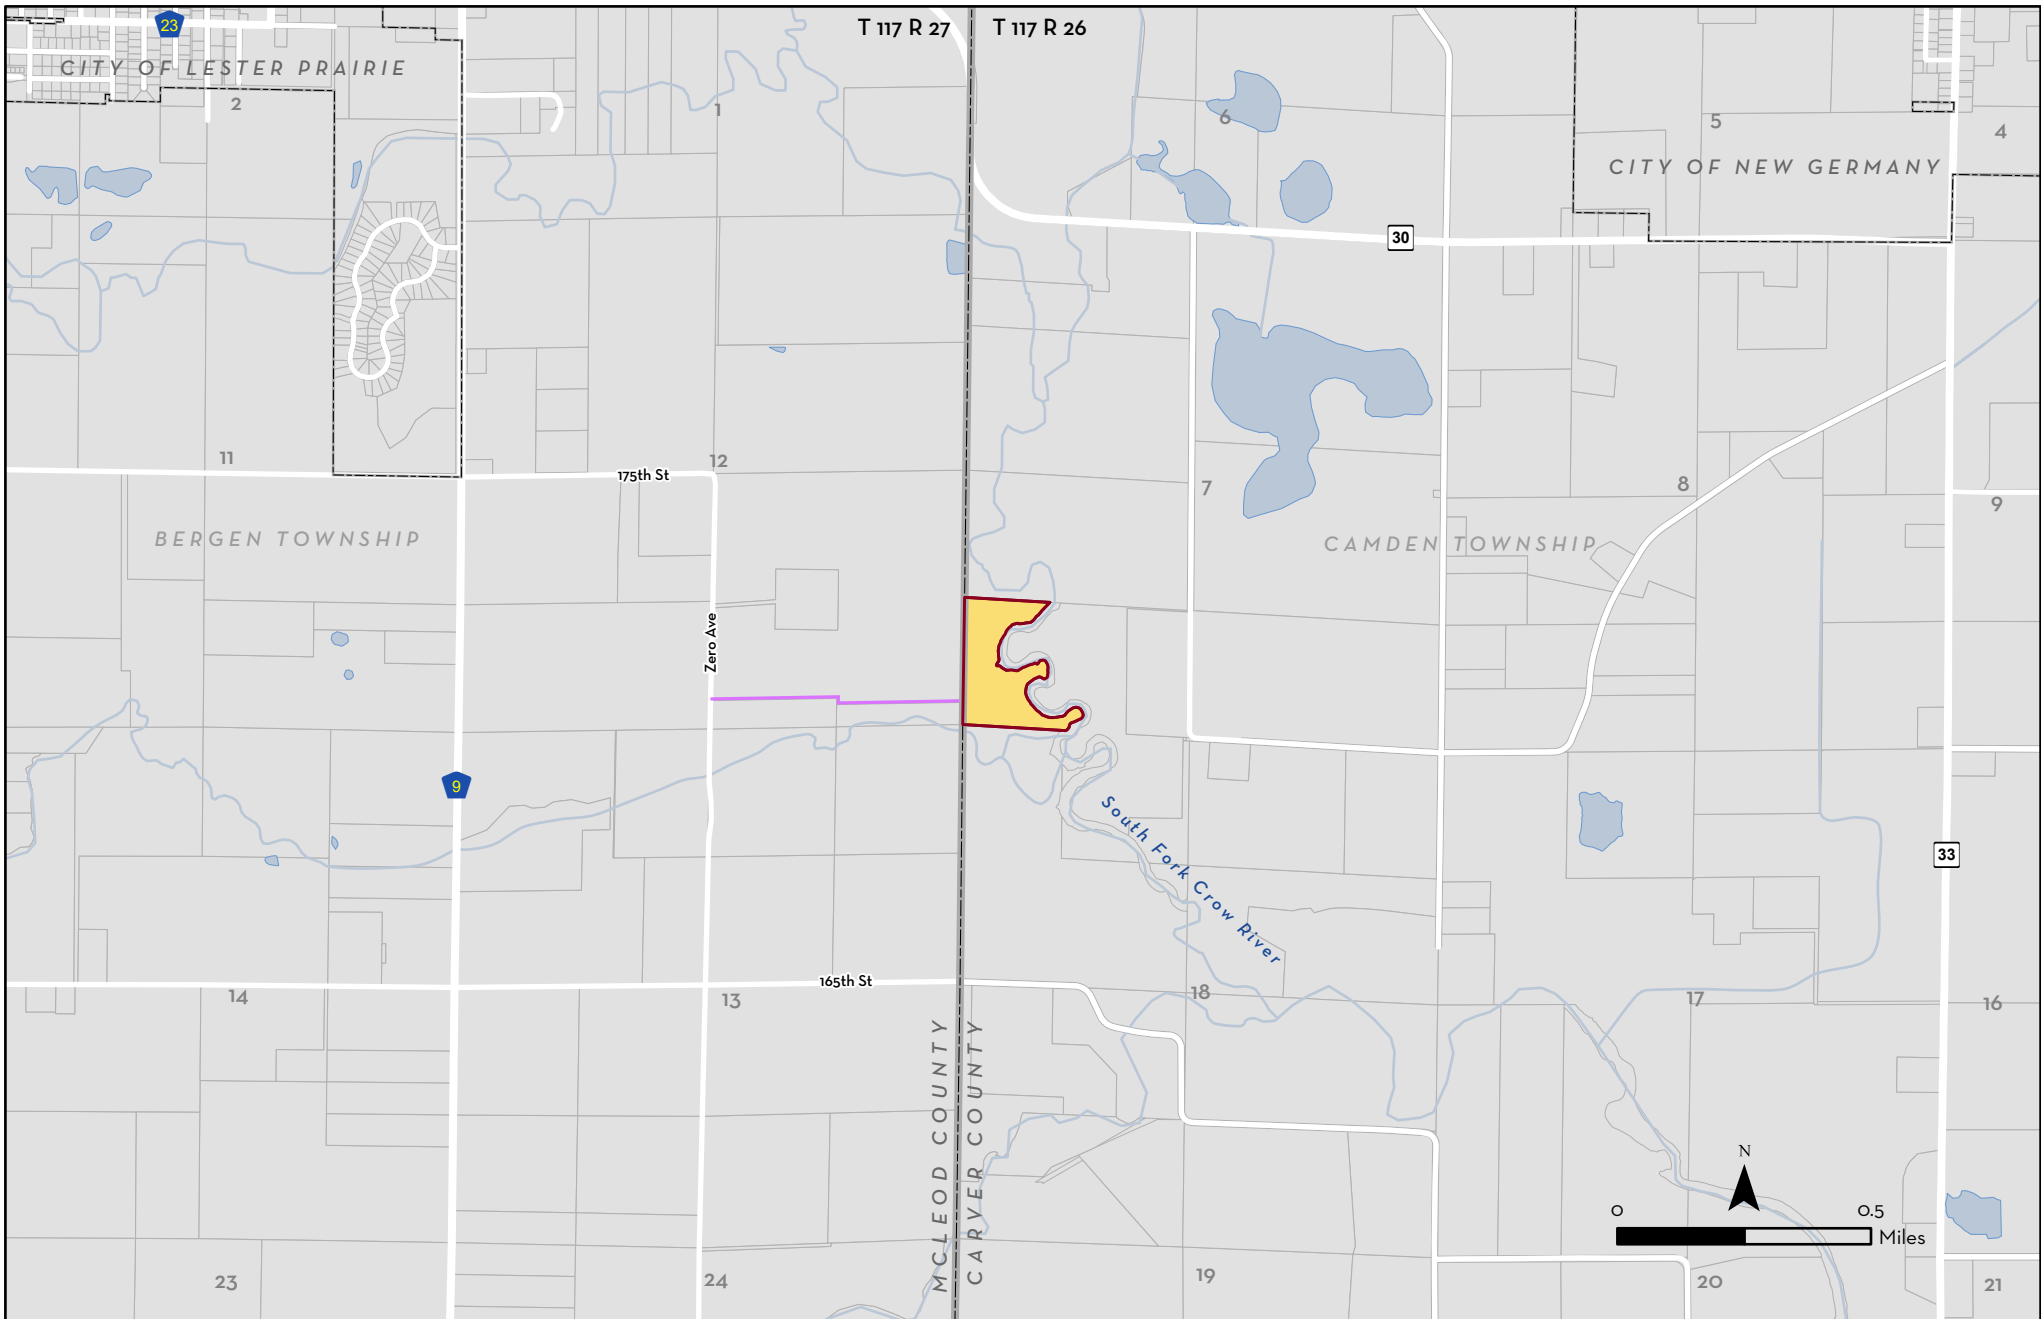 T 117 R 27
T 117 R 26
23
CITY OF LESTER PRAIRIE
2
1
6
5
4
CITY OF NEW GERMANY
30
11
175th St
12
7
8
9
BERGEN TOWNSHIP
CAMDEN TOWNSHIP
Zero Ave
9
South Fork Crow River
33
165th St
14
13
18
17
16
MCLEOD COUNTY
CARVER COUNTY
N
0
0.5
Miles
23
24
19
20
21